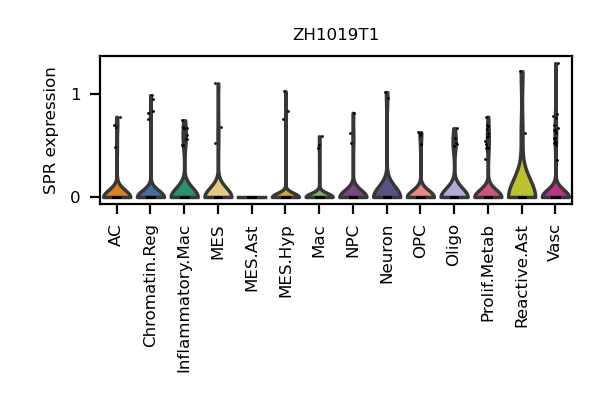 ZH1019T1
SPR expression
1
0
AC
Chromatin.Reg
Inflammatory.Mac
MES
MES.Ast
MES.Hyp
Mac
NPC
Neuron
OPC
Oligo
Prolif.Metab
Reactive.Ast
Vasc